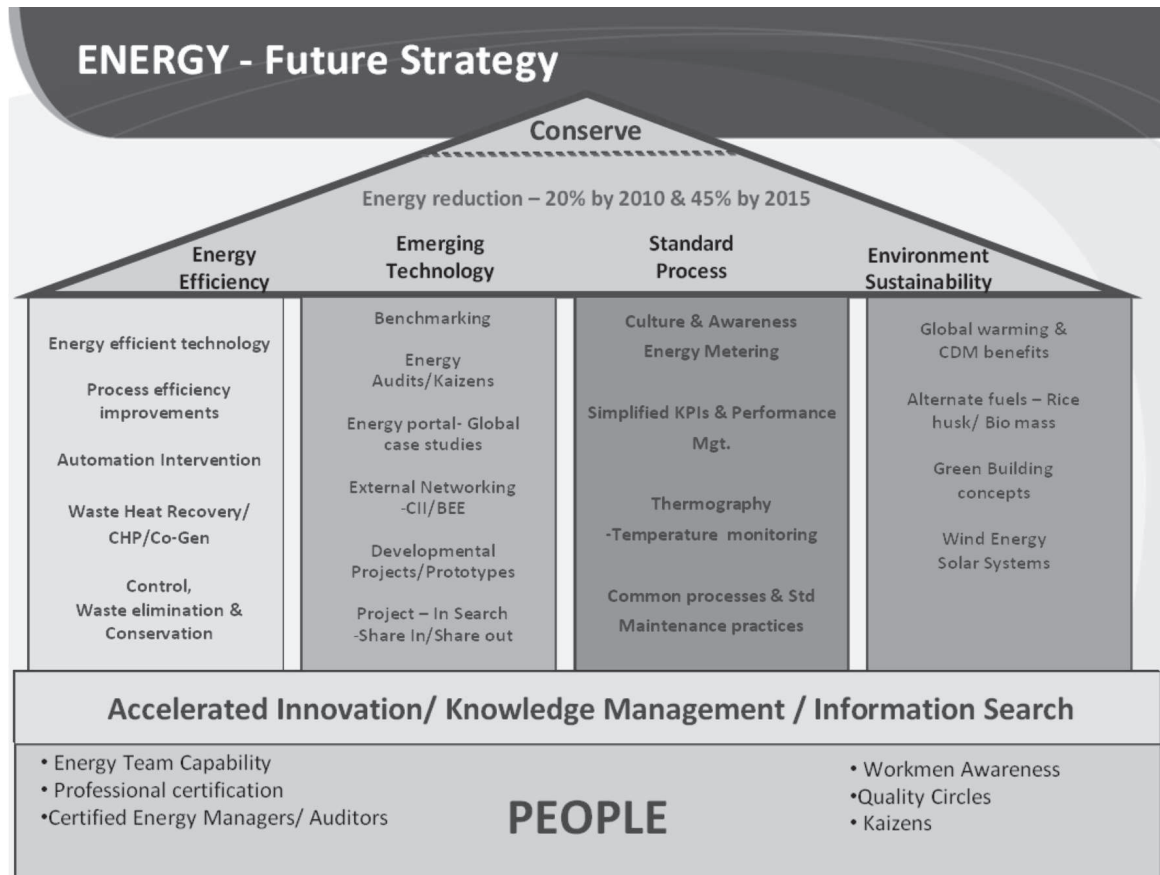 ENERGY - Future Strategy
Conserve
Energy reduction – 20% by 2010 & 45% by 2015
Energy
Efficiency
Emerging
Technology
Standard
Process
Environment
Sustainability
Energy efficient technology
Process efficiency
improvements
Automation Intervention
Waste Heat Recovery/
CHP/Co-Gen
Control,
Waste elimination &
Conservation
Benchmarking
Energy
Audits/Kaizens
Energy portal- Global
case studies
External Networking
-CII/BEE
Developmental
Projects/Prototypes
Project – In Search
-Share In/Share out
Culture & Awareness
Energy Metering
Simplified KPIs & Performance
Mgt.
Thermography
-Temperature monitoring
Common processes & Std
Maintenance practices
Global warming &
CDM benefits
Alternate fuels – Rice
husk/ Bio mass
Green Building
concepts
Wind Energy
Solar Systems
Accelerated Innovation/ Knowledge Management / Information Search
• Energy Team Capability
• Professional certification
•Certified Energy Managers/ Auditors
PEOPLE
• Workmen Awareness
•Quality Circles
• Kaizens